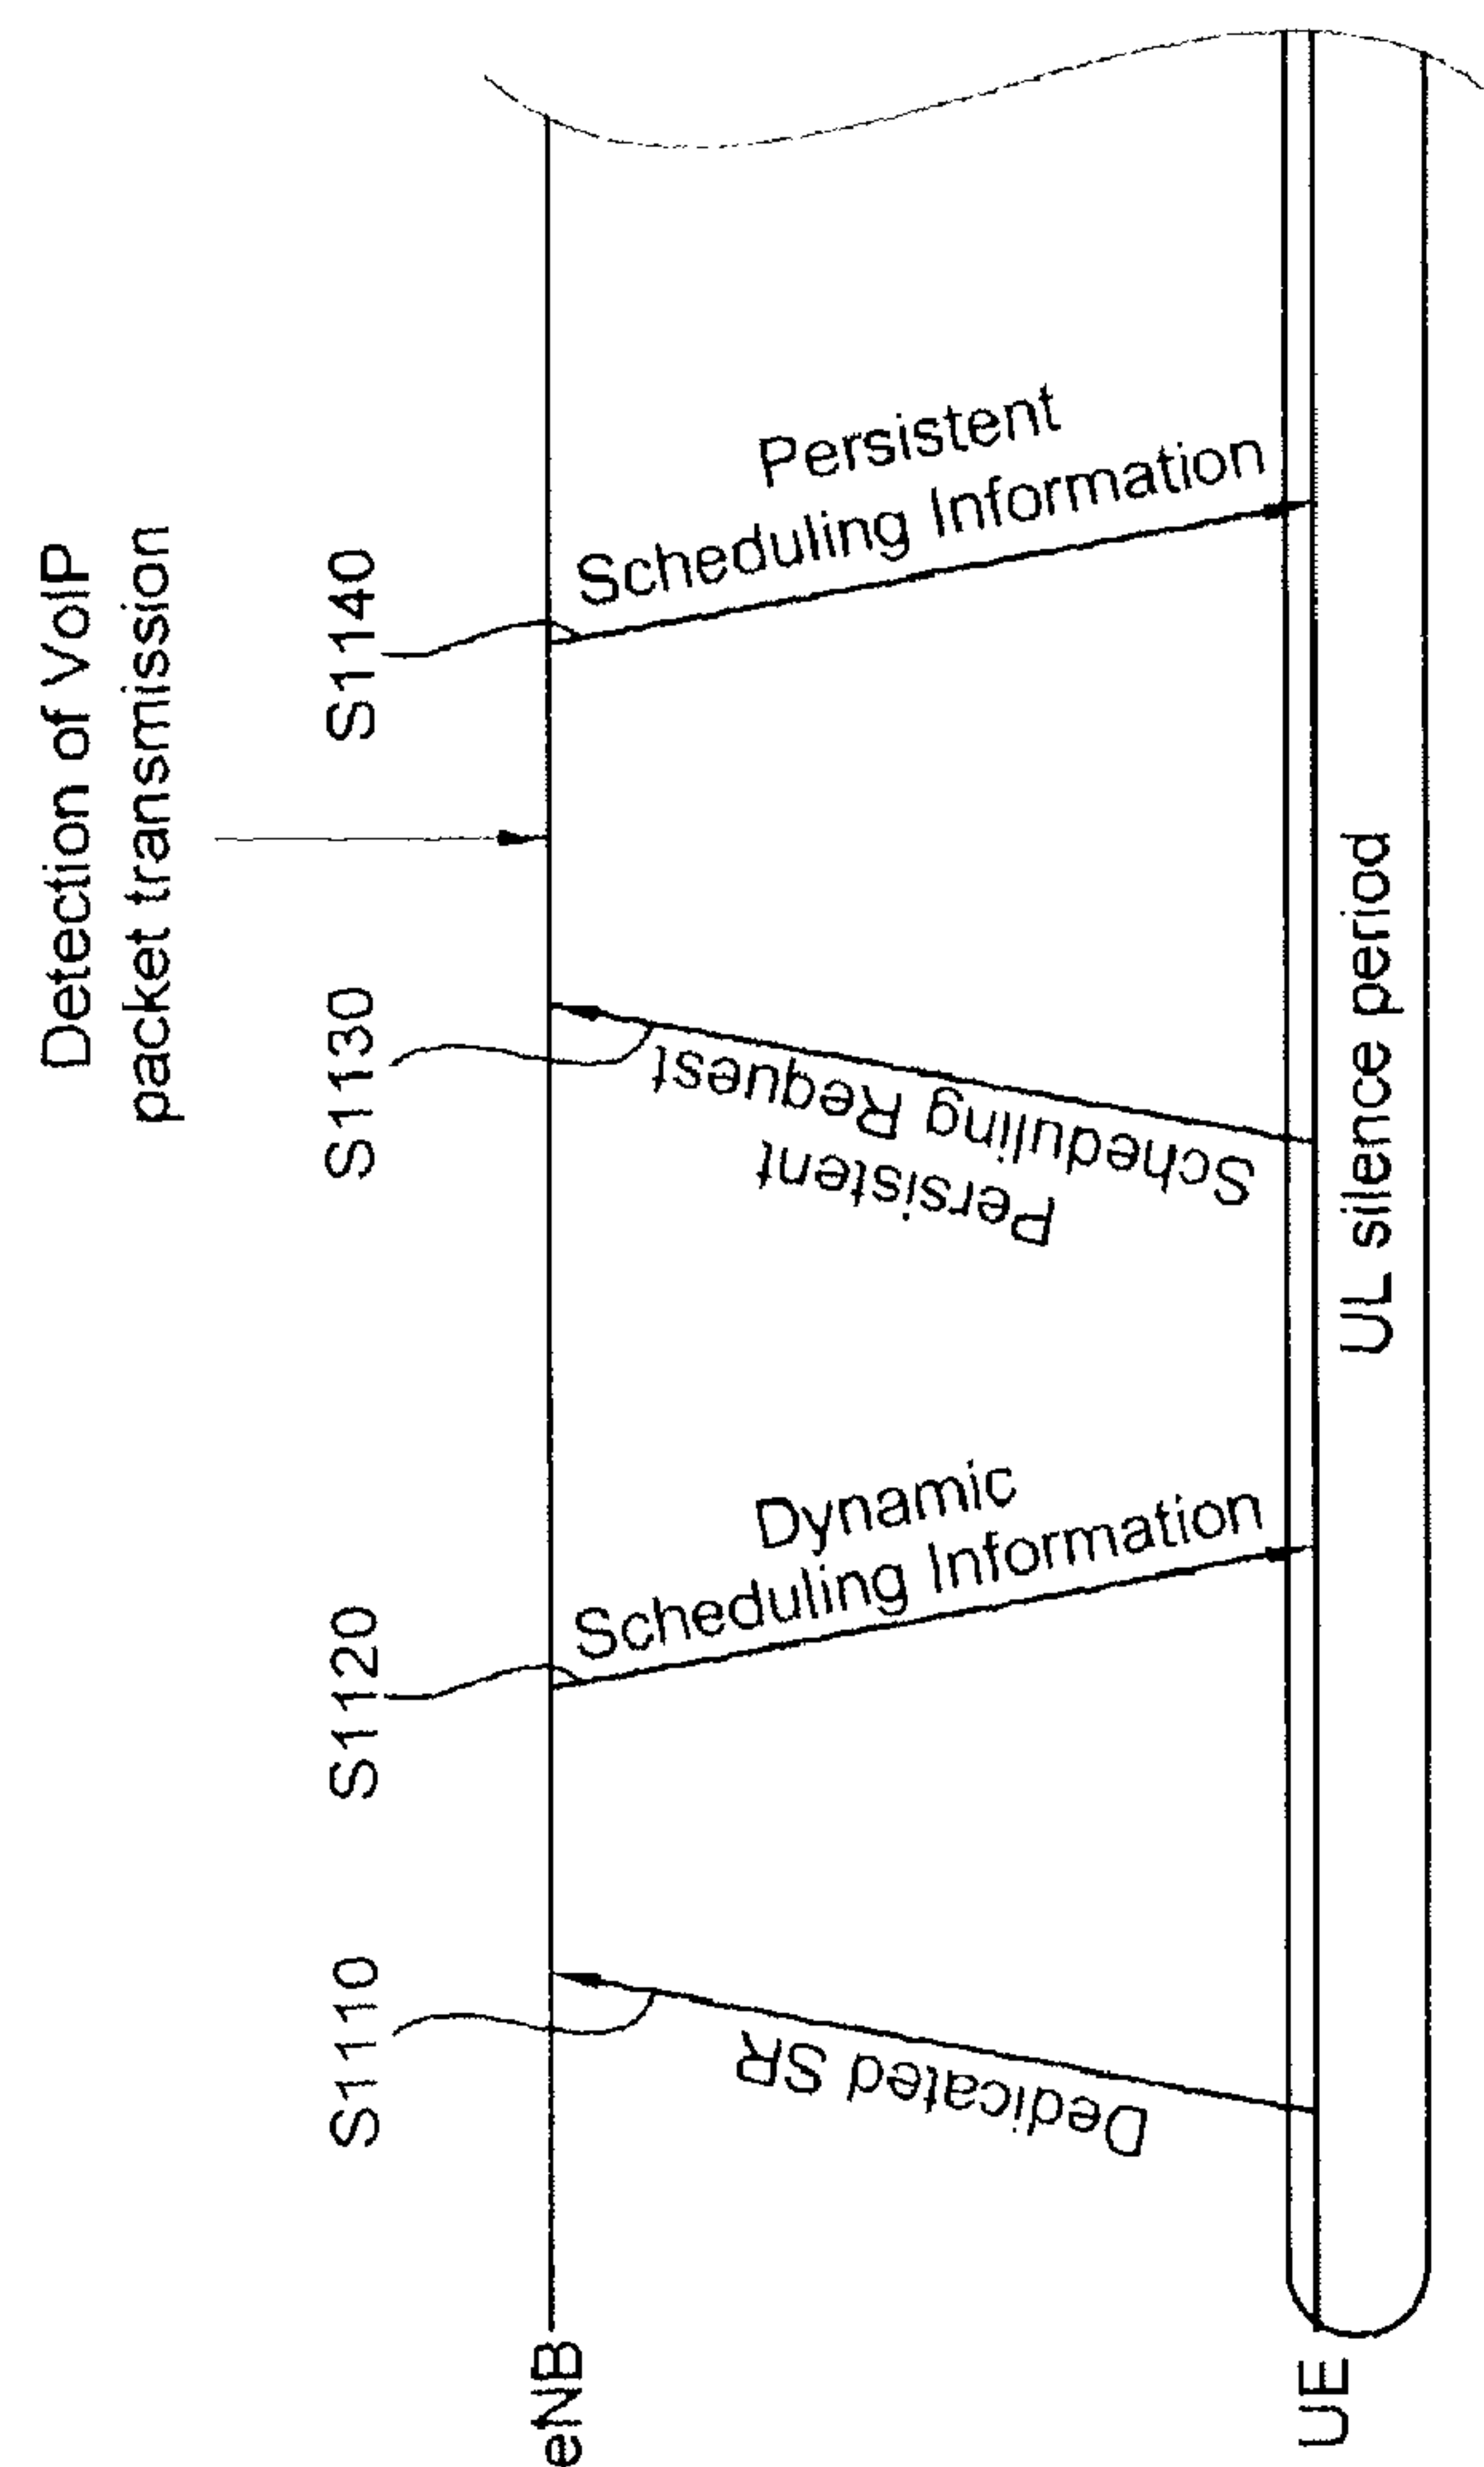 Detection of VoIP
packet transmission
S1110
S1120
S1130
S1140
eNB
Dedicated SR
Dynamic
Scheduling Information
Persistent
Scheduling Request
Persistent
Scheduling Information
UE
UL silence period